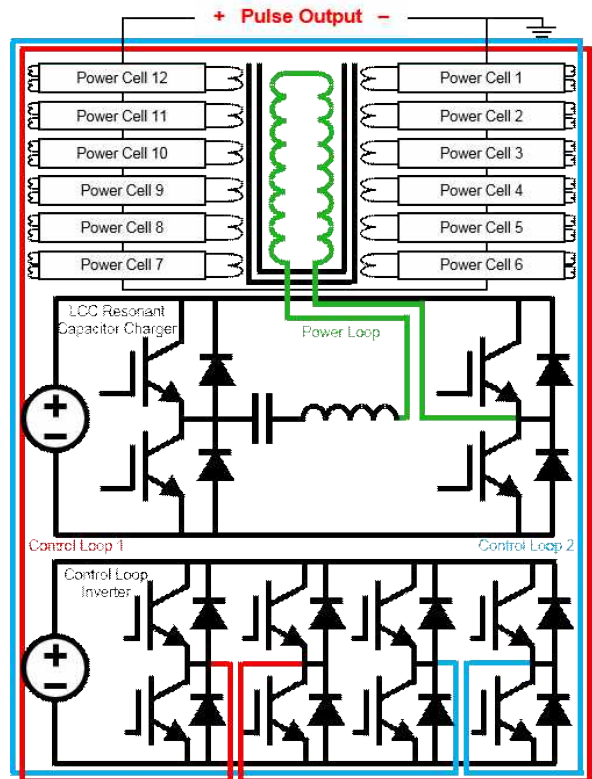 + Pulse Output −
Power Cell 12
Power Cell 1
Power Cell 11
Power Cell 2
Power Cell 10
Power Cell 3
Power Cell 9
Power Cell 4
Power Cell 8
Power Cell 5
Power Cell 7
Power Cell 6
LCC Resonant
Capacitor Charger
Power Loop
Control Loop 1
Control Loop 2
Control Loop
Inverter